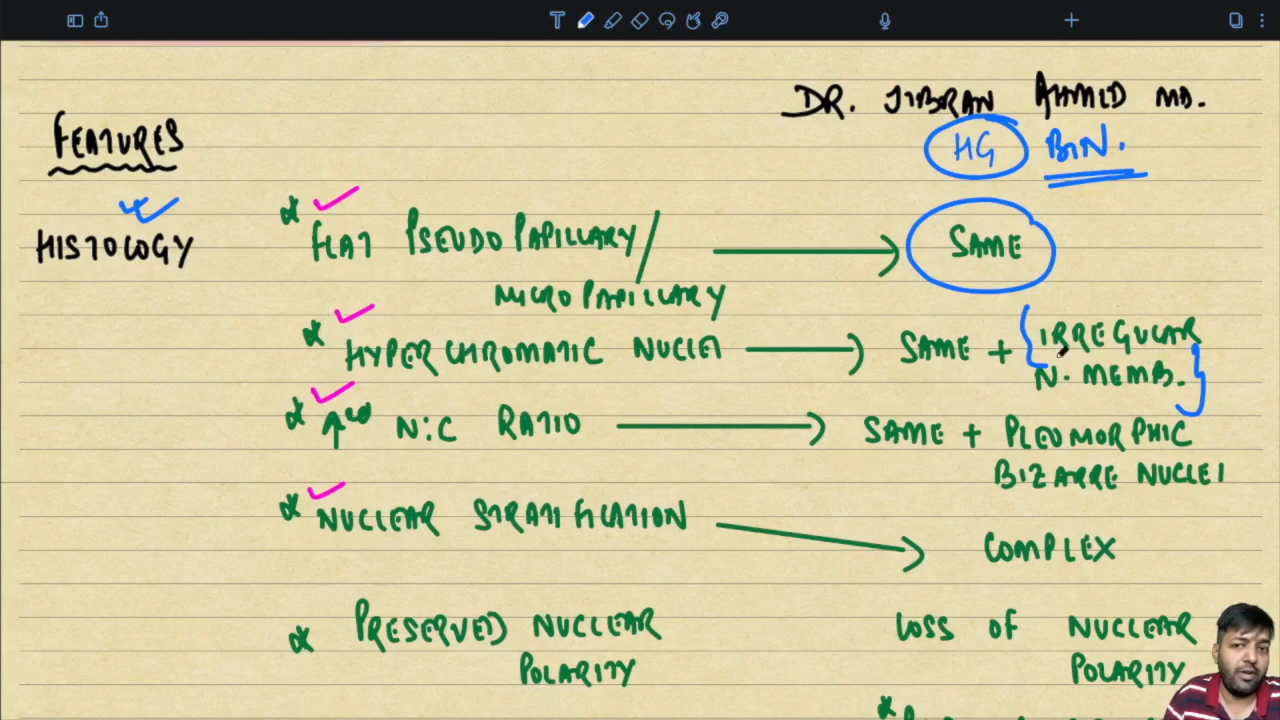 DR. JIBRAN AHMED MD.
FEATURES
HG BIN.
HISTOLOGY
* FLAT PSEUDO PAPILLARY/ → SAME
MICRO PAPILLARY
* HYPERCHROMATIC NUCLEI → SAME + IRREGULAR
N. MEMB.
* ↑ed N:C RATIO → SAME + PLEOMORPHIC
BIZARRE NUCLEI
* NUCLEAR STRATIFICATION → COMPLEX
* PRESERVED NUCLEAR LOSS OF NUCLEAR
POLARITY POLARITY